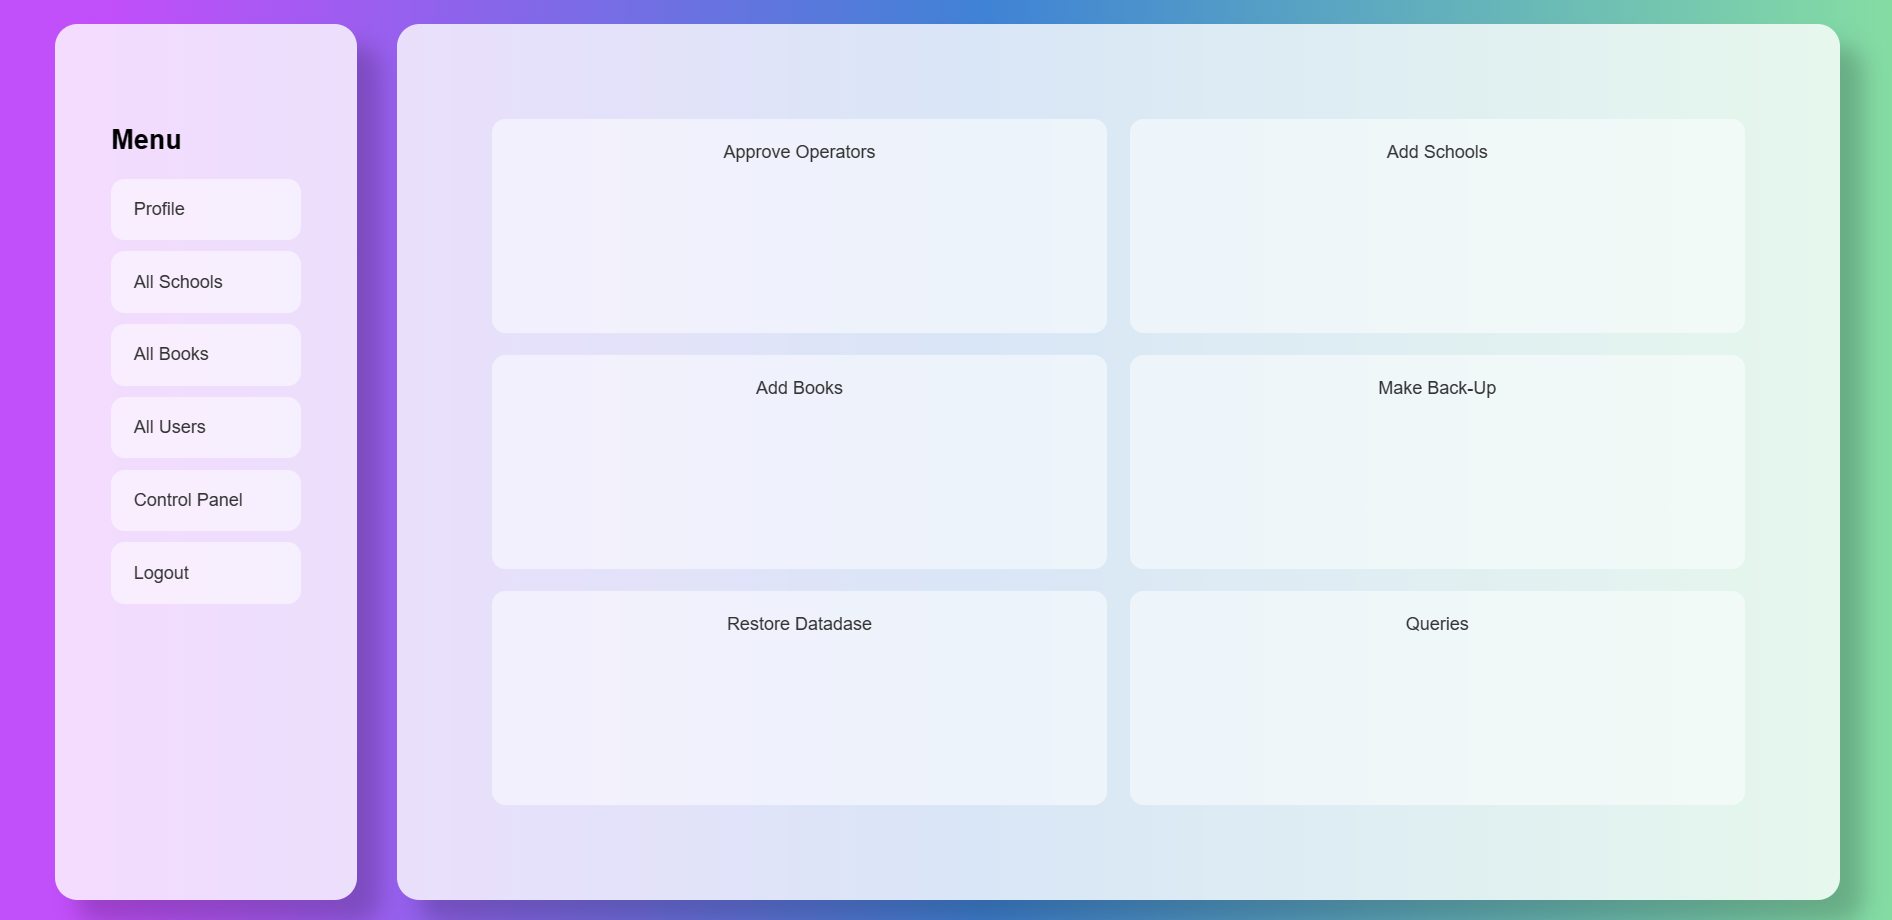 Menu
Profile
All Schools
All Books
All Users
Control Panel
Logout
Approve Operators
Add Schools
Add Books
Make Back-Up
Restore Datadase
Queries